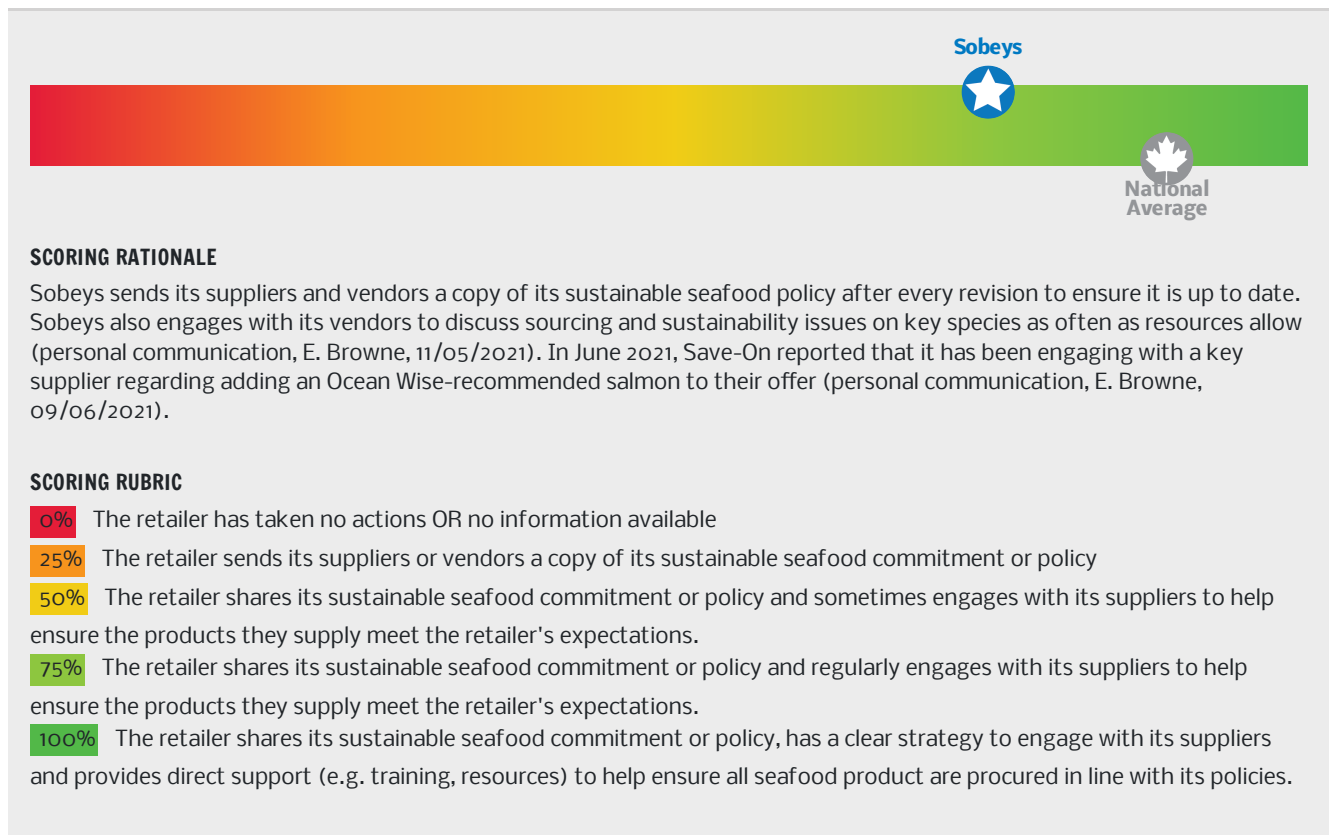 Sobeys
National
Average
SCORING RATIONALE
Sobeys sends its suppliers and vendors a copy of its sustainable seafood policy after every revision to ensure it is up to date.
Sobeys also engages with its vendors to discuss sourcing and sustainability issues on key species as often as resources allow
(personal communication, E. Browne, 11/05/2021). In June 2021, Save-On reported that it has been engaging with a key
supplier regarding adding an Ocean Wise-recommended salmon to their offer (personal communication, E. Browne,
09/06/2021).
SCORING RUBRIC
0% The retailer has taken no actions OR no information available
25% The retailer sends its suppliers or vendors a copy of its sustainable seafood commitment or policy
50% The retailer shares its sustainable seafood commitment or policy and sometimes engages with its suppliers to help
ensure the products they supply meet the retailer's expectations.
75% The retailer shares its sustainable seafood commitment or policy and regularly engages with its suppliers to help
ensure the products they supply meet the retailer's expectations.
100% The retailer shares its sustainable seafood commitment or policy, has a clear strategy to engage with its suppliers
and provides direct support (e.g. training, resources) to help ensure all seafood product are procured in line with its policies.